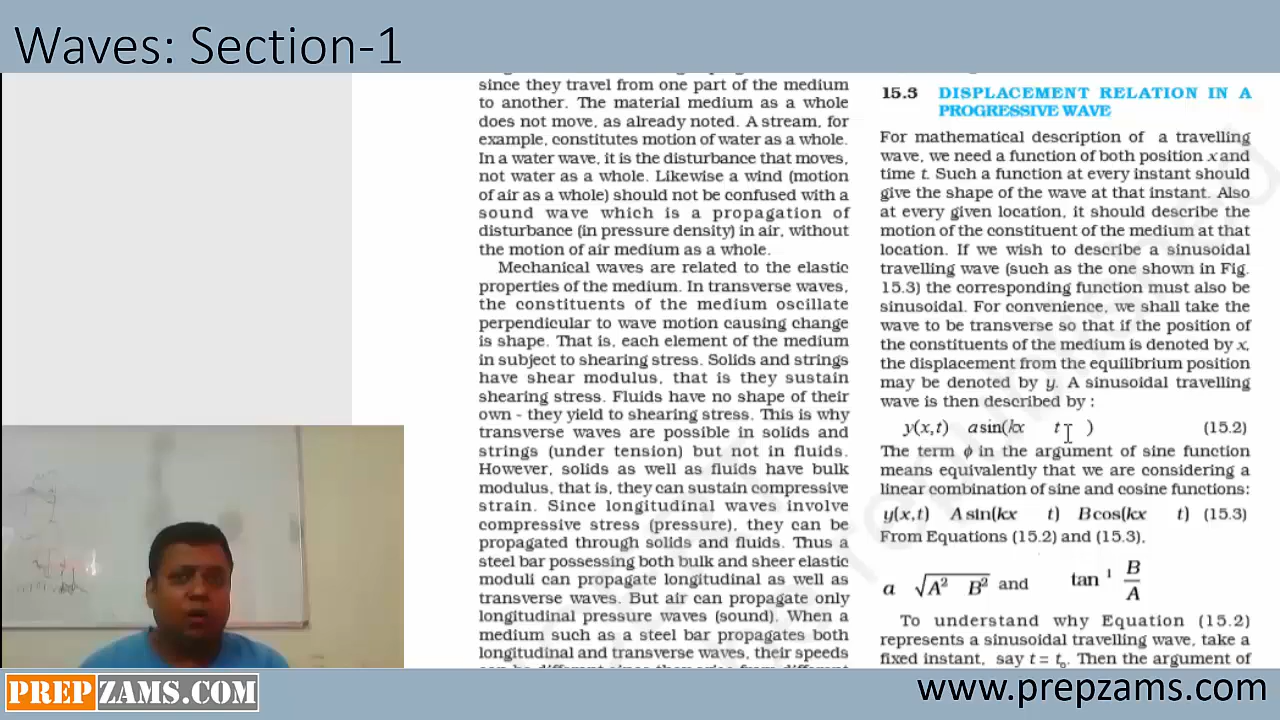 Waves: Section-1
since they travel from one part of the medium
to another. The material medium as a whole
does not move, as already noted. A stream, for
example, constitutes motion of water as a whole.
In a water wave, it is the disturbance that moves,
not water as a whole. Likewise a wind (motion
of air as a whole) should not be confused with a
sound wave which is a propagation of
disturbance (in pressure density) in air, without
the motion of air medium as a whole.
Mechanical waves are related to the elastic
properties of the medium. In transverse waves,
the constituents of the medium oscillate
perpendicular to wave motion causing change
is shape. That is, each element of the medium
in subject to shearing stress. Solids and strings
have shear modulus, that is they sustain
shearing stress. Fluids have no shape of their
own - they yield to shearing stress. This is why
transverse waves are possible in solids and
strings (under tension) but not in fluids.
However, solids as well as fluids have bulk
modulus, that is, they can sustain compressive
strain. Since longitudinal waves involve
compressive stress (pressure), they can be
propagated through solids and fluids. Thus a
steel bar possessing both bulk and sheer elastic
moduli can propagate longitudinal as well as
transverse waves. But air can propagate only
longitudinal pressure waves (sound). When a
medium such as a steel bar propagates both
longitudinal and transverse waves, their speeds
15.3 DISPLACEMENT RELATION IN A
PROGRESSIVE WAVE
For mathematical description of a travelling
wave, we need a function of both position x and
time t. Such a function at every instant should
give the shape of the wave at that instant. Also
at every given location, it should describe the
motion of the constituent of the medium at that
location. If we wish to describe a sinusoidal
travelling wave (such as the one shown in Fig.
15.3) the corresponding function must also be
sinusoidal. For convenience, we shall take the
wave to be transverse so that if the position of
the constituents of the medium is denoted by x,
the displacement from the equilibrium position
may be denoted by y. A sinusoidal travelling
wave is then described by :
y(x,t) a sin(kx t ) (15.2)
The term ϕ in the argument of sine function
means equivalently that we are considering a
linear combination of sine and cosine functions:
y(x,t) A sin(kx t) B cos(kx t) (15.3)
From Equations (15.2) and (15.3),
a √A² B² and tan ¹ B/A
To understand why Equation (15.2)
represents a sinusoidal travelling wave, take a
fixed instant, say t = t₀. Then the argument of
PREPZAMS.COM
www.prepzams.com